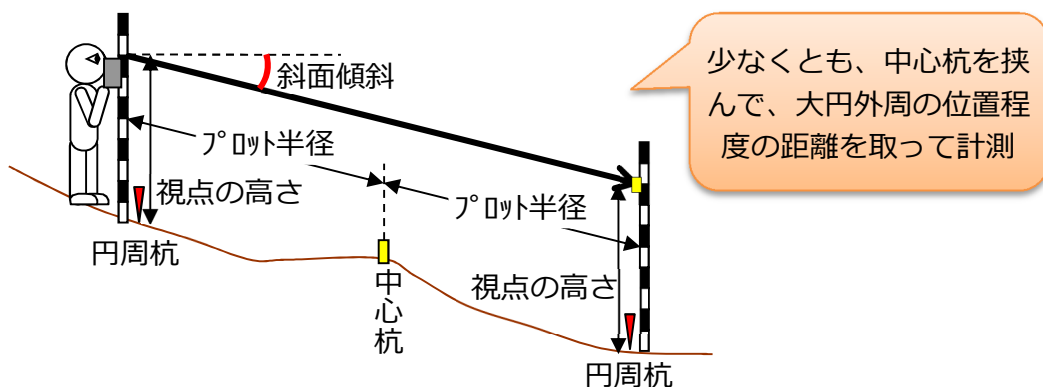 少なくとも、中心杭を挟
んで、大円外周の位置程
度の距離を取って計測
斜面傾斜
プロット半径
視点の高さ
プロット半径
円周杭
中心杭
視点の高さ
円周杭